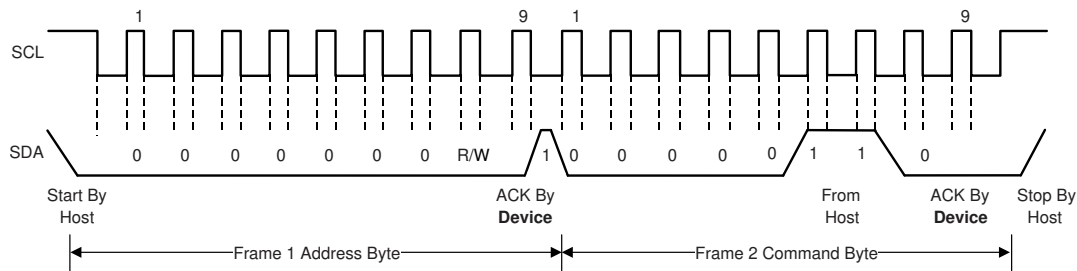 1 9 1 9
SCL
SDA 0 0 0 0 0 0 0 R/W 1 0 0 0 0 0 1 1 0
Start By
Host
ACK By
Device
From
Host
ACK By
Device
Stop By
Host
Frame 1 Address Byte
Frame 2 Command Byte